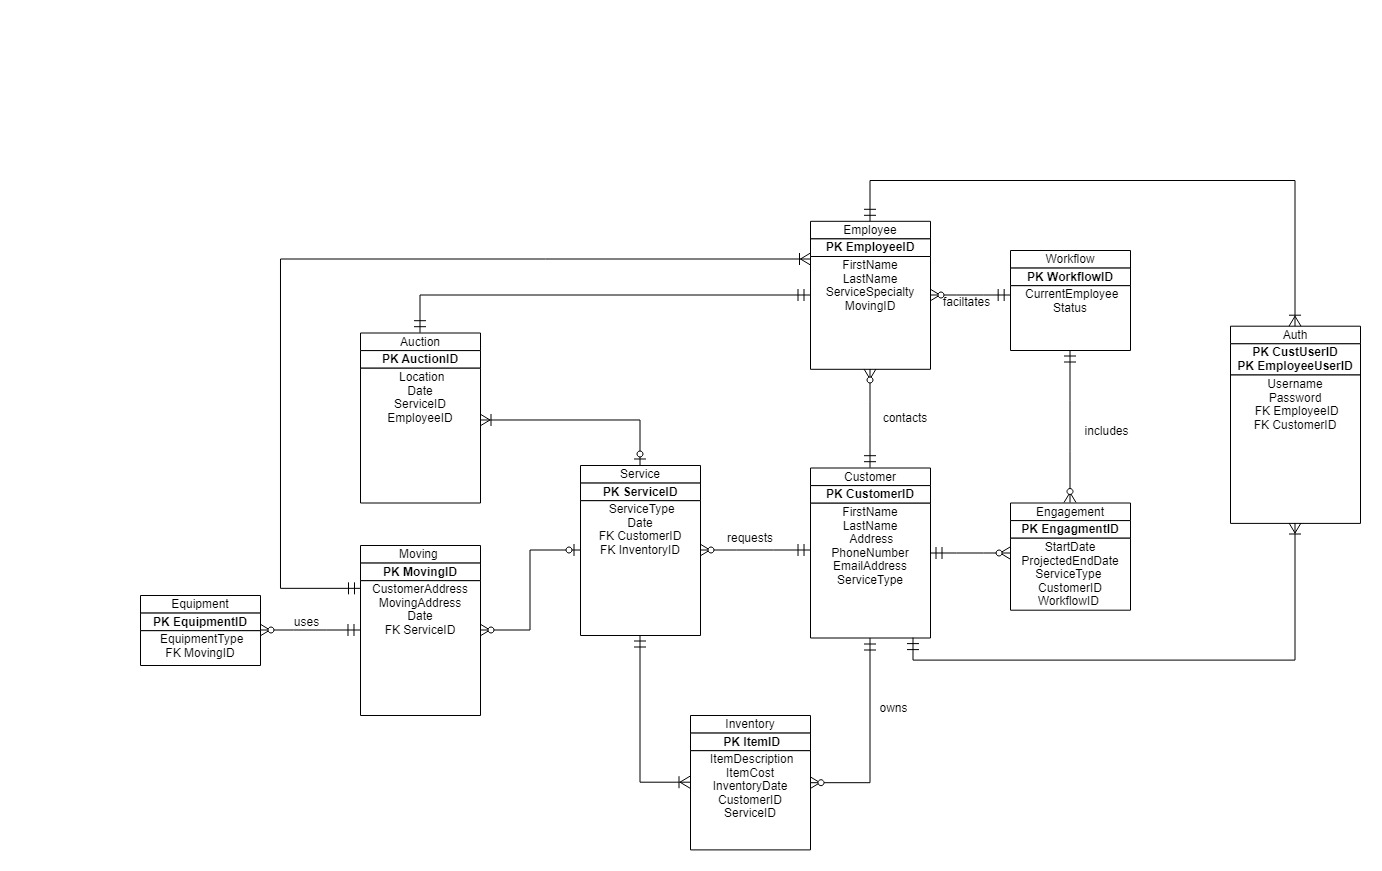 Employee
PK EmployeeID
FirstName
LastName
ServiceSpecialty
MovingID
faciltates
Workflow
PK WorkflowID
CurrentEmployee
Status
Auth
PK CustUserID
PK EmployeeUserID
Username
Password
FK EmployeeID
FK CustomerID
Auction
PK AuctionID
Location
Date
ServiceID
EmployeeID
contacts
includes
Service
PK ServiceID
ServiceType
Date
FK CustomerID
FK InventoryID
requests
Customer
PK CustomerID
FirstName
LastName
Address
PhoneNumber
EmailAddress
ServiceType
Engagement
PK EngagmentID
StartDate
ProjectedEndDate
ServiceType
CustomerID
WorkflowID
Moving
PK MovingID
CustomerAddress
MovingAddress
Date
FK ServiceID
Equipment
PK EquipmentID
EquipmentType
FK MovingID
uses
owns
Inventory
PK ItemID
ItemDescription
ItemCost
InventoryDate
CustomerID
ServiceID